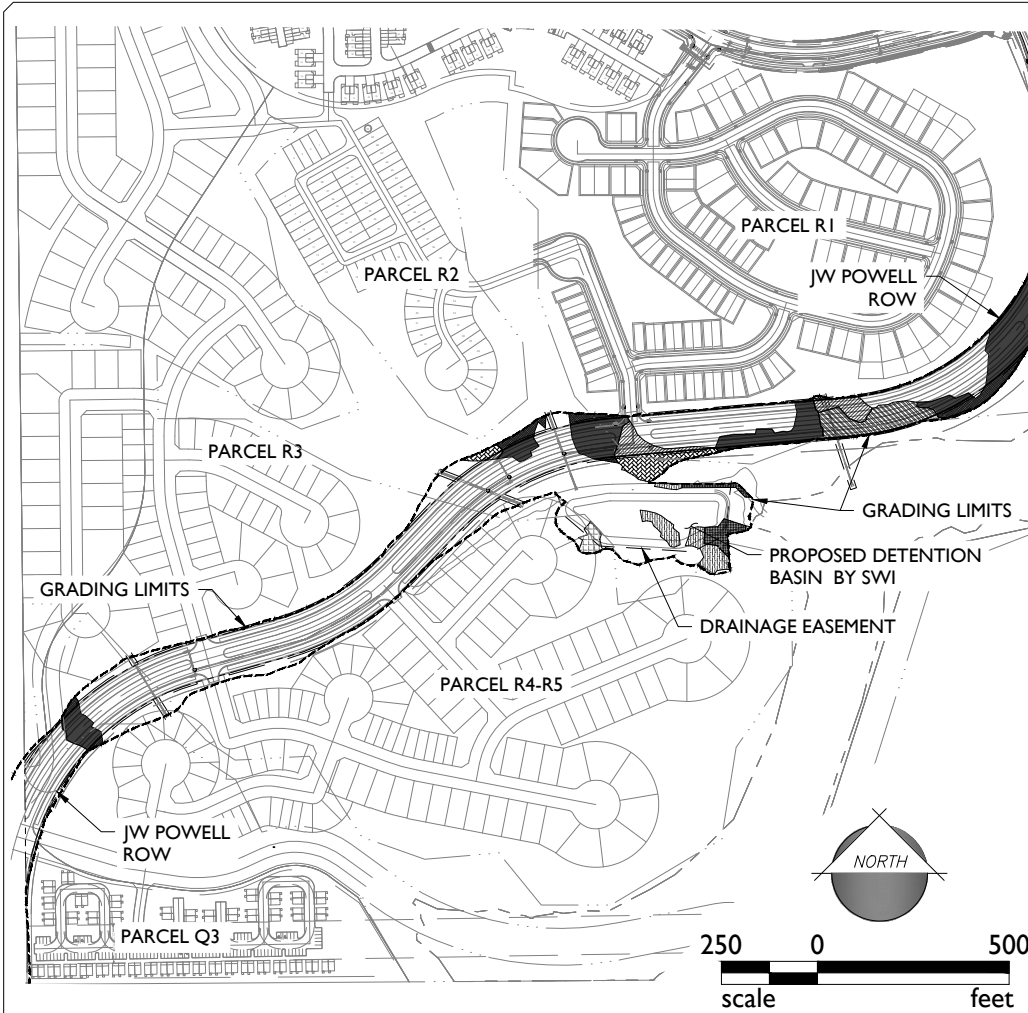 PARCEL R1
PARCEL R2
JW POWELL
ROW
PARCEL R3
GRADING LIMITS
PROPOSED DETENTION
BASIN BY SWI
GRADING LIMITS
DRAINAGE EASEMENT
PARCEL R4-R5
JW POWELL
ROW
NORTH
PARCEL Q3
250 0 500
scale feet